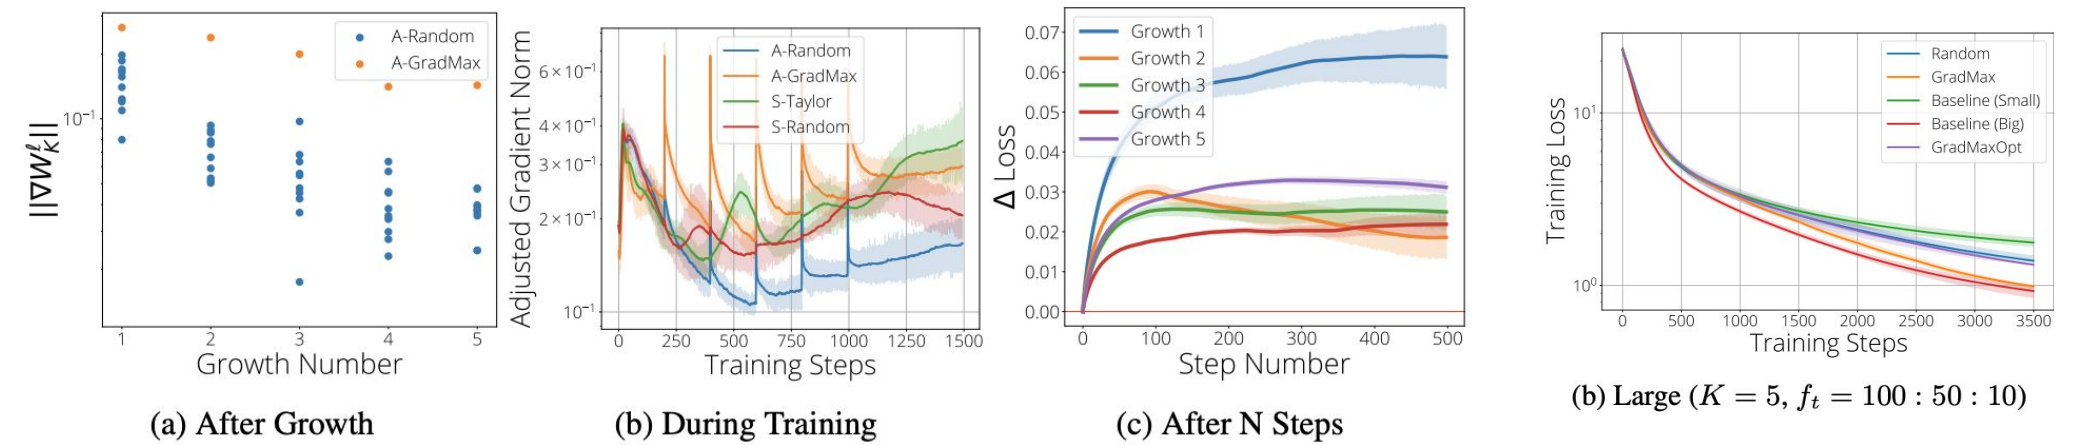 ||∇W_K^ℓ||
10⁻¹
A-Random
A-GradMax
1 2 3 4 5
Growth Number
(a) After Growth
Adjusted Gradient Norm
6 × 10⁻¹
4 × 10⁻¹
3 × 10⁻¹
2 × 10⁻¹
10⁻¹
A-Random
A-GradMax
S-Taylor
S-Random
0 250 500 750 1000 1250 1500
Training Steps
(b) During Training
Δ Loss
0.07
0.06
0.05
0.04
0.03
0.02
0.01
0.00
Growth 1
Growth 2
Growth 3
Growth 4
Growth 5
0 100 200 300 400 500
Step Number
(c) After N Steps
Training Loss
10¹
10⁰
Random
GradMax
Baseline (Small)
Baseline (Big)
GradMaxOpt
0 500 1000 1500 2000 2500 3000 3500
Training Steps
(b) Large (K = 5, f_t = 100 : 50 : 10)